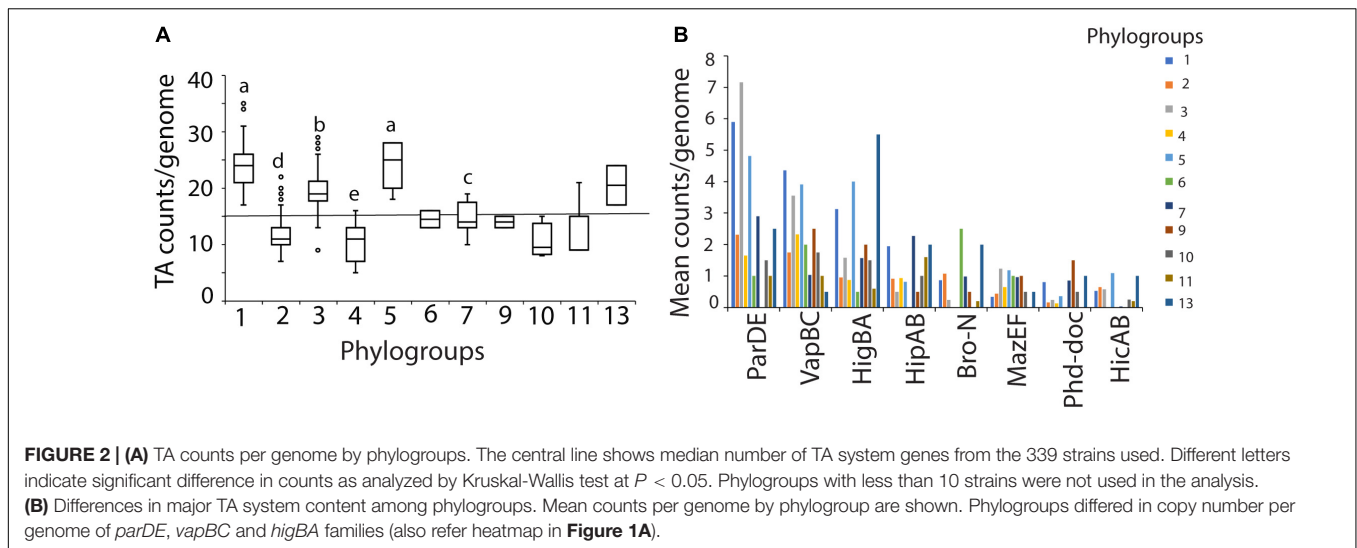 A
TA counts/genome
40
30
20
10
0
a
d
b
e
a
c
1 2 3 4 5 6 7 9 10 11 13
Phylogroups
B
Mean counts/genome
8
7
6
5
4
3
2
1
0
ParDE
VapBC
HigBA
HipAB
Bro-N
MazEF
Phd-doc
HicAB
Phylogroups
1
2
3
4
5
6
7
9
10
11
13
FIGURE 2 | (A) TA counts per genome by phylogroups. The central line shows median number of TA system genes from the 339 strains used. Different letters
indicate significant difference in counts as analyzed by Kruskal-Wallis test at P < 0.05. Phylogroups with less than 10 strains were not used in the analysis.
(B) Differences in major TA system content among phylogroups. Mean counts per genome by phylogroup are shown. Phylogroups differed in copy number per
genome of parDE, vapBC and higBA families (also refer heatmap in Figure 1A).